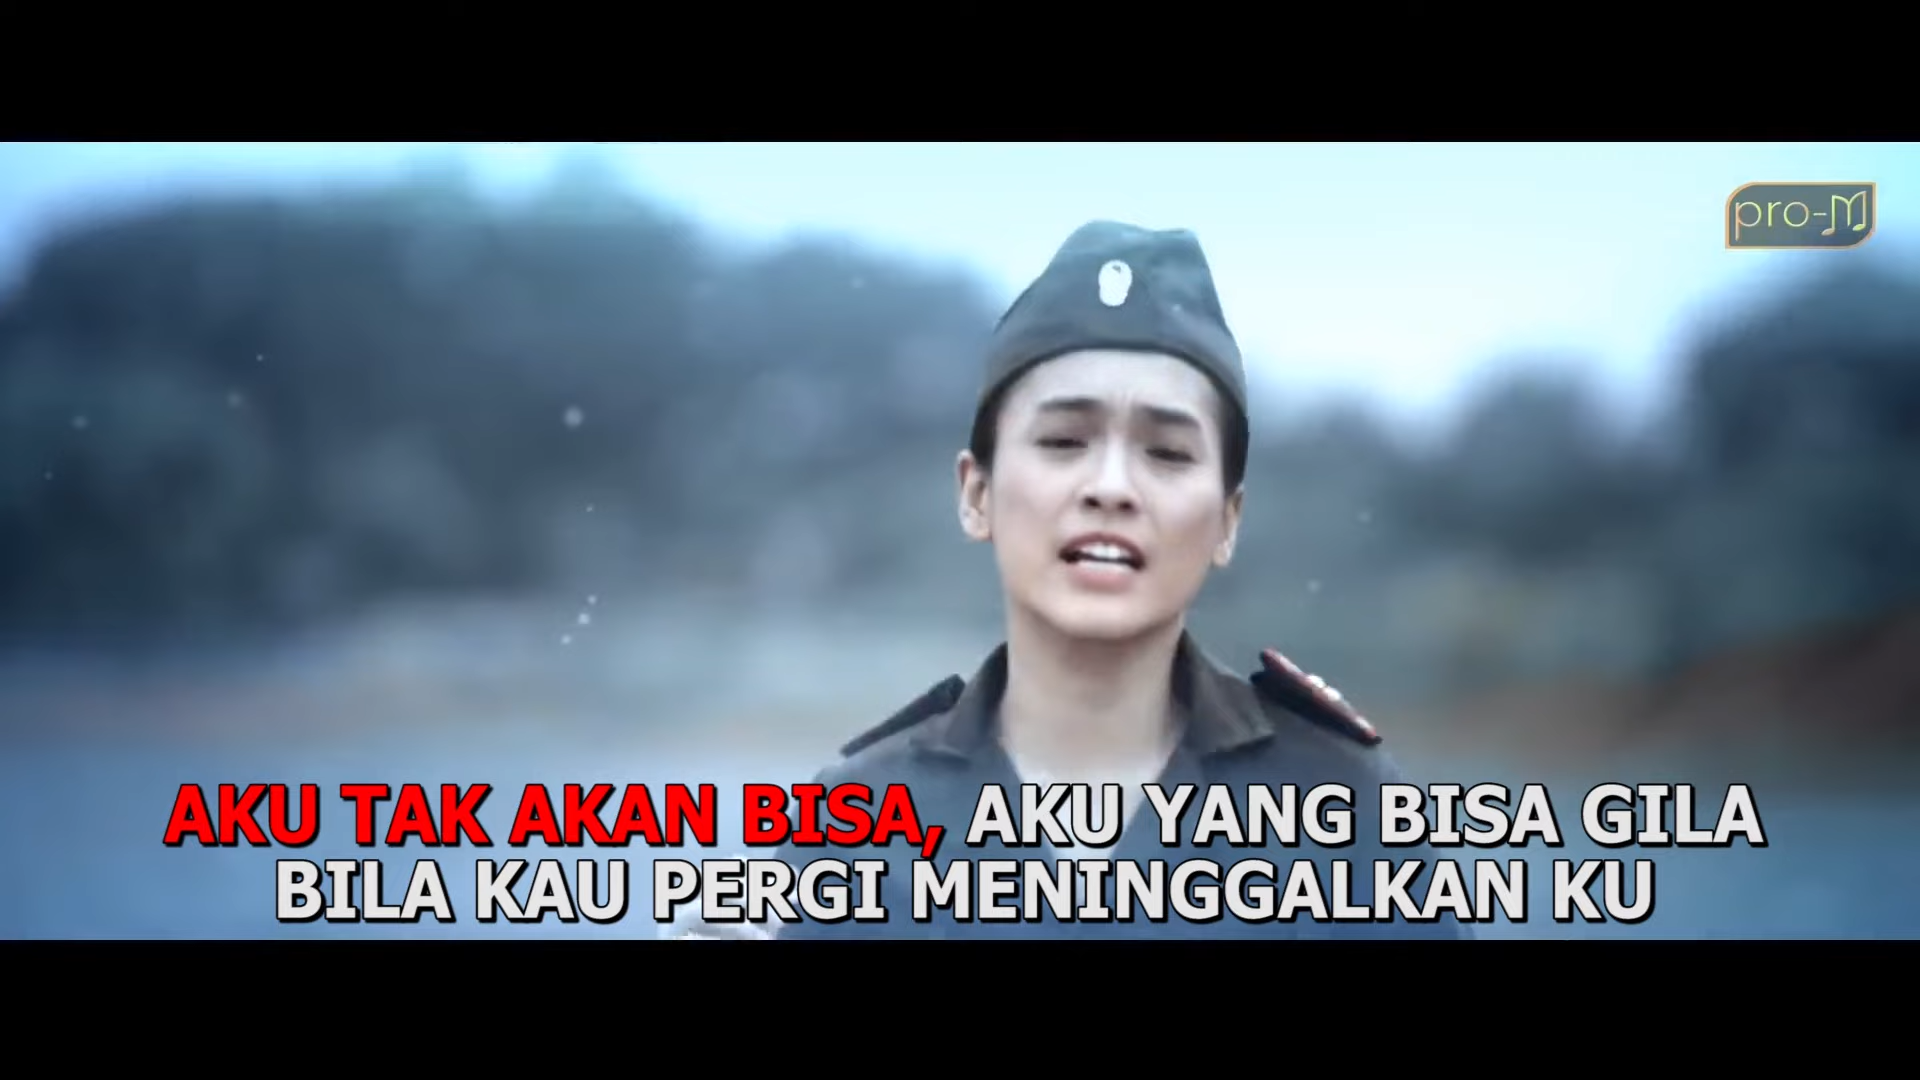 pro-M
AKU TAK AKAN BISA, AKU YANG BISA GILA
BILA KAU PERGI MENINGGALKAN KU